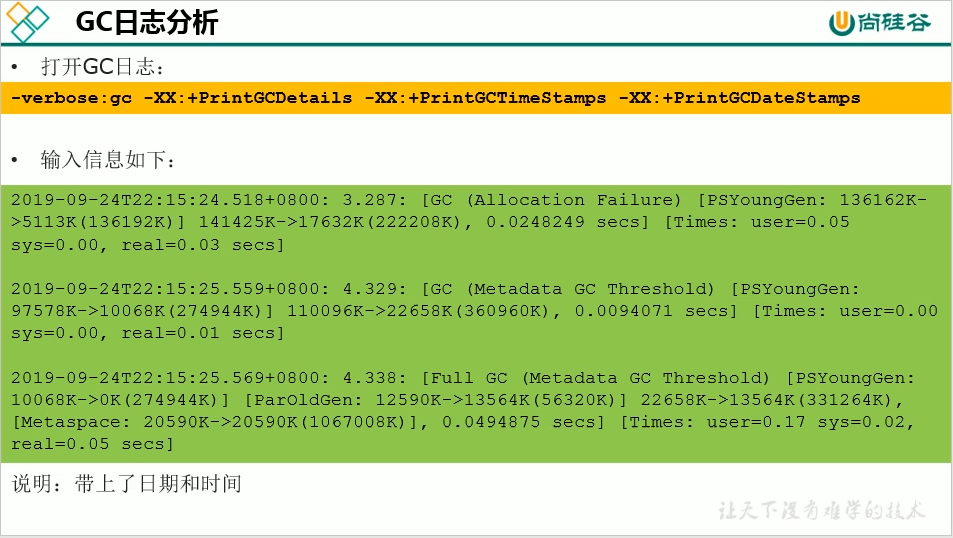 GC日志分析
尚硅谷
• 打开GC日志：
-verbose:gc -XX:+PrintGCDetails -XX:+PrintGCTimeStamps -XX:+PrintGCDateStamps
• 输入信息如下：
2019-09-24T22:15:24.518+0800: 3.287: [GC (Allocation Failure) [PSYoungGen: 136162K-
>5113K(136192K)] 141425K->17632K(222208K), 0.0248249 secs] [Times: user=0.05
sys=0.00, real=0.03 secs]
2019-09-24T22:15:25.559+0800: 4.329: [GC (Metadata GC Threshold) [PSYoungGen:
97578K->10068K(274944K)] 110096K->22658K(360960K), 0.0094071 secs] [Times: user=0.00
sys=0.00, real=0.01 secs]
2019-09-24T22:15:25.569+0800: 4.338: [Full GC (Metadata GC Threshold) [PSYoungGen:
10068K->0K(274944K)] [ParOldGen: 12590K->13564K(56320K)] 22658K->13564K(331264K),
[Metaspace: 20590K->20590K(1067008K)], 0.0494875 secs] [Times: user=0.17 sys=0.02,
real=0.05 secs]
说明：带上了日期和时间
让天下没有难学的技术